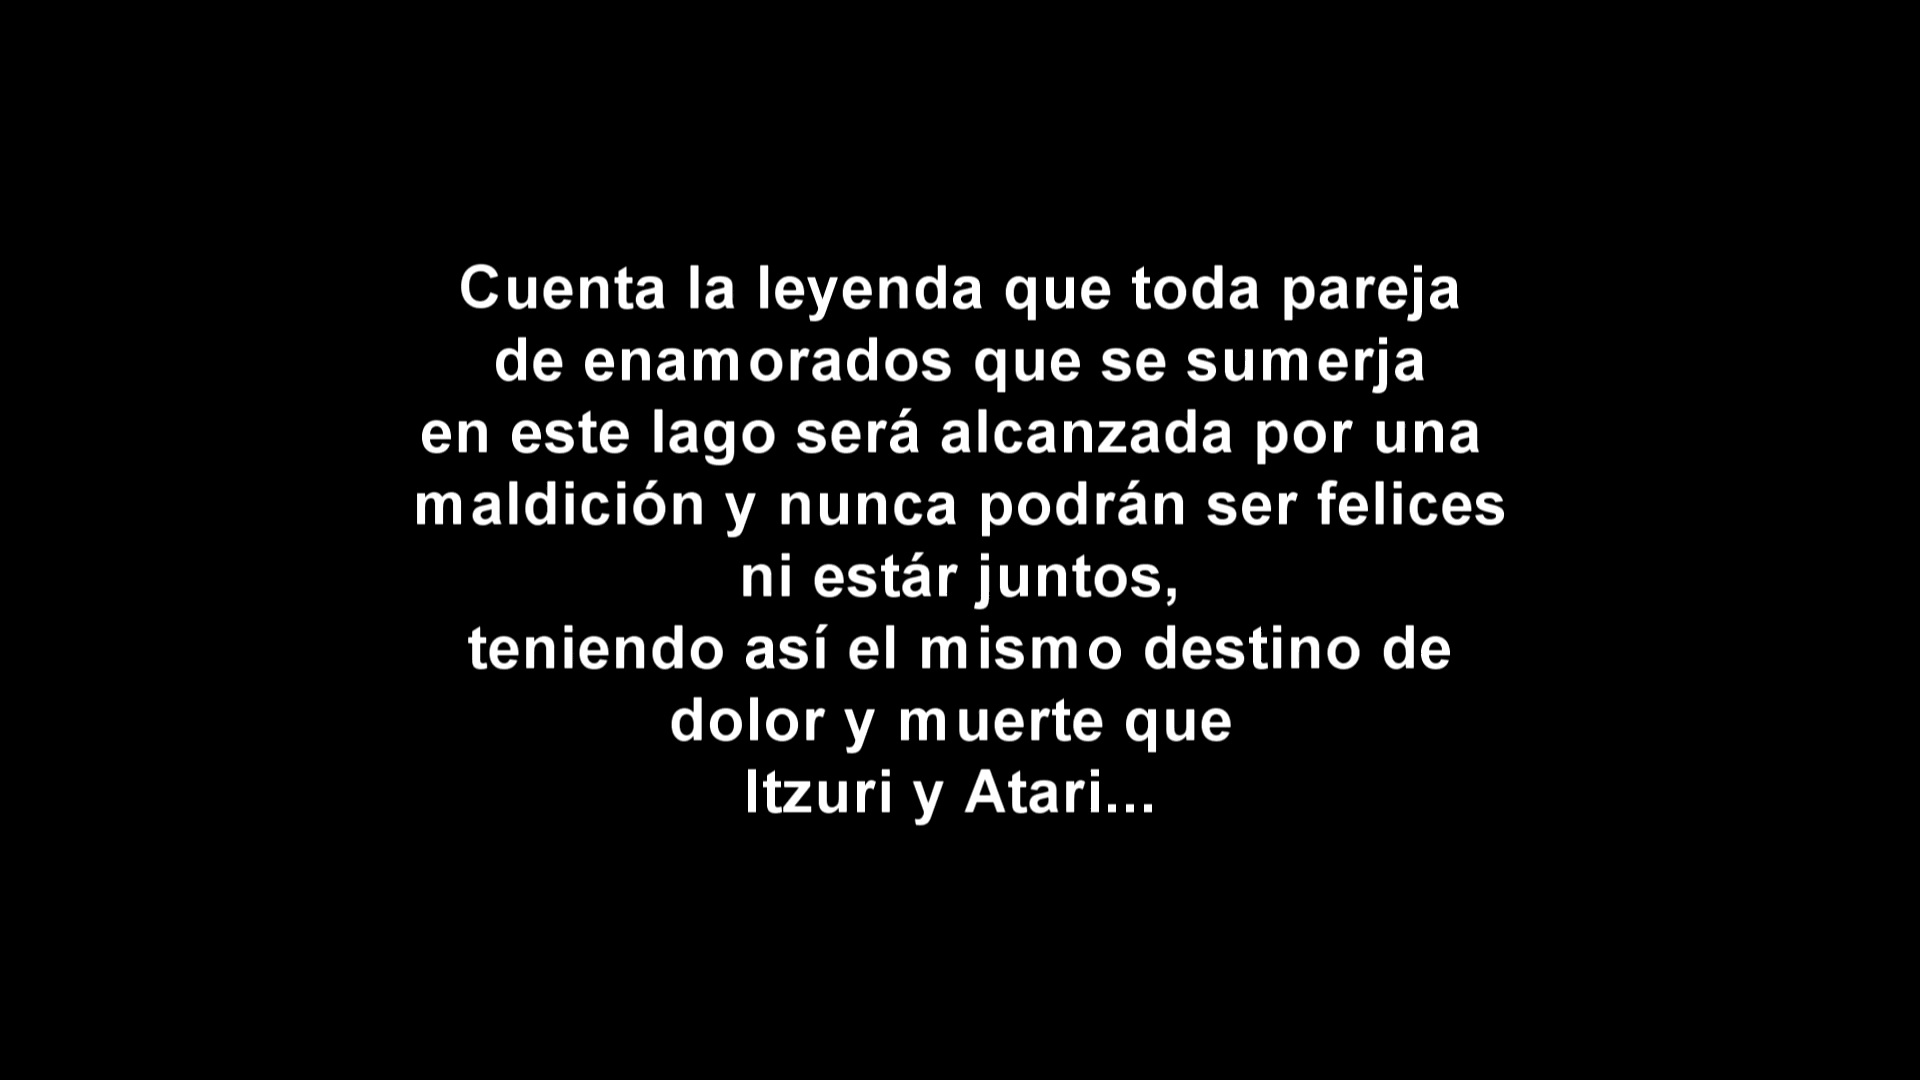 Cuenta la leyenda que toda pareja
de enamorados que se sumerja
en este lago será alcanzada por una
maldición y nunca podrán ser felices
ni estár juntos,
teniendo así el mismo destino de
dolor y muerte que
Itzuri y Atari...